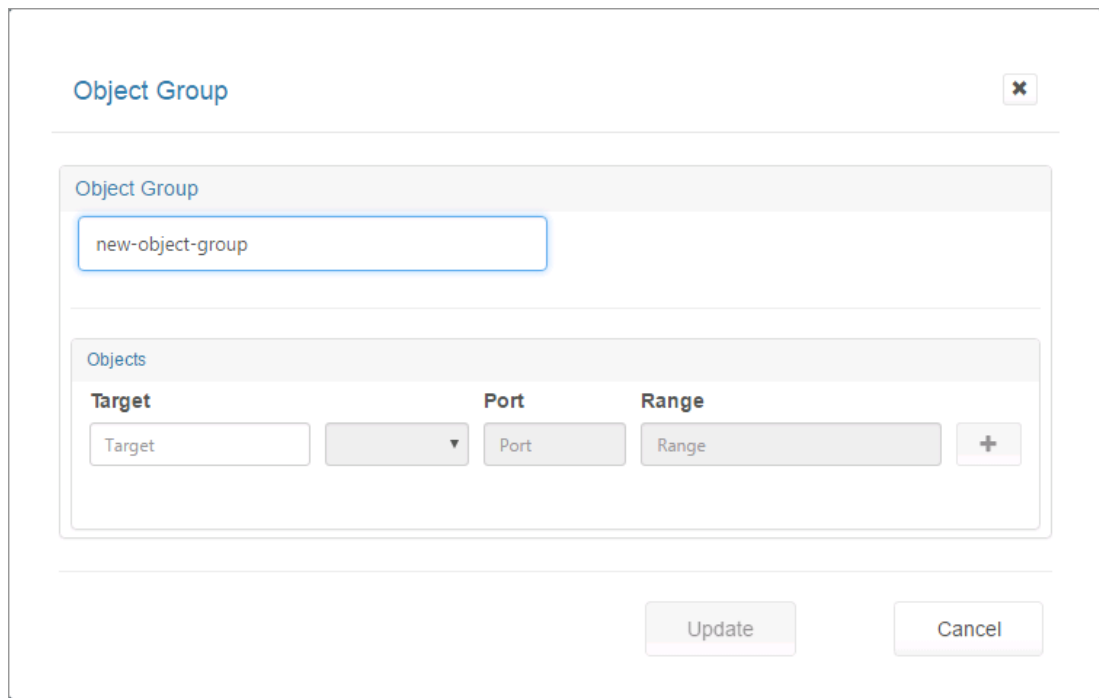 Object Group
Object Group
new-object-group
Objects
Target Port Range
Target Port Range
Update Cancel